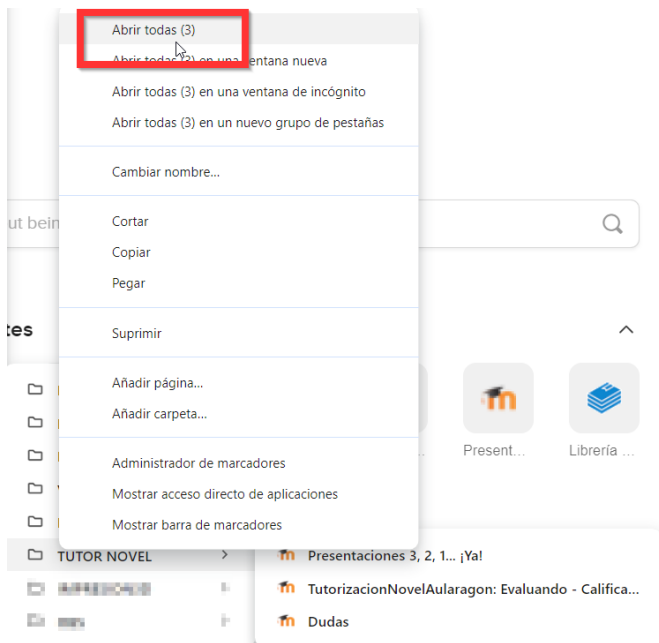 Abrir todas (3)
Abrir todas (3) en una ventana nueva
Abrir todas (3) en una ventana de incógnito
Abrir todas (3) en un nuevo grupo de pestañas
Cambiar nombre...
ut bein
Cortar
Copiar
Pegar
tes
Suprimir
Añadir página...
Añadir carpeta...
Present...
Librería ...
Administrador de marcadores
Mostrar acceso directo de aplicaciones
Mostrar barra de marcadores
TUTOR NOVEL
Presentaciones 3, 2, 1... ¡Ya!
TutorizacionNovelAularagon: Evaluando - Califica...
Dudas